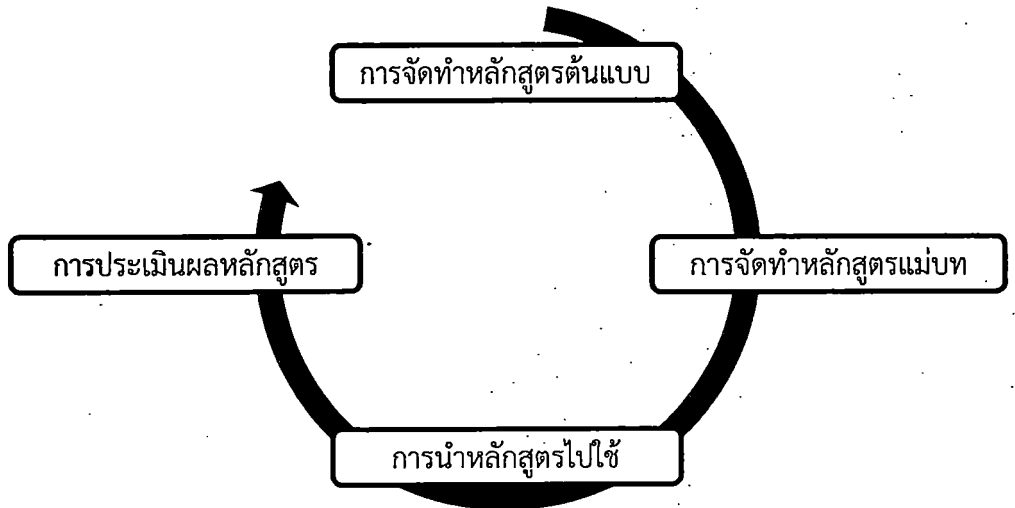 การจัดทำหลักสูตรต้นแบบ
การจัดทำหลักสูตรแม่บท
การนำหลักสูตรไปใช้
การประเมินผลหลักสูตร